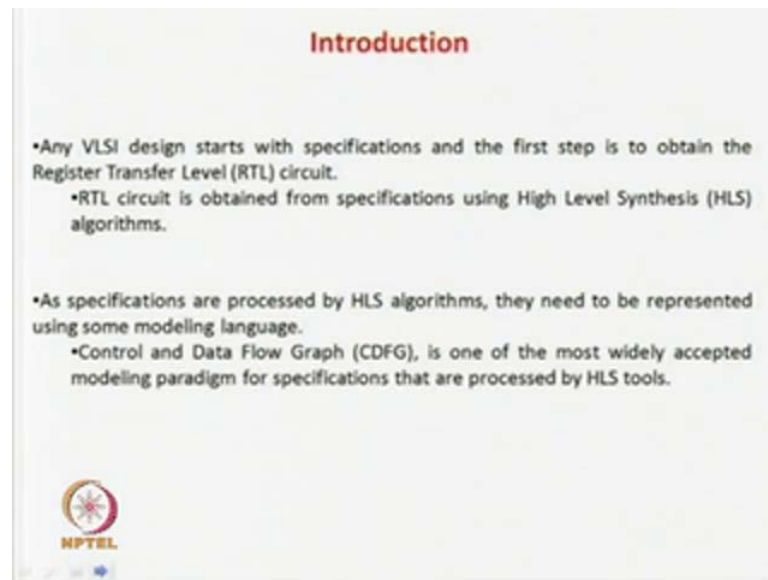 Introduction
•Any VLSI design starts with specifications and the first step is to obtain the
Register Transfer Level (RTL) circuit.
•RTL circuit is obtained from specifications using High Level Synthesis (HLS)
algorithms.
•As specifications are processed by HLS algorithms, they need to be represented
using some modeling language.
•Control and Data Flow Graph (CDFG), is one of the most widely accepted
modeling paradigm for specifications that are processed by HLS tools.
NPTEL